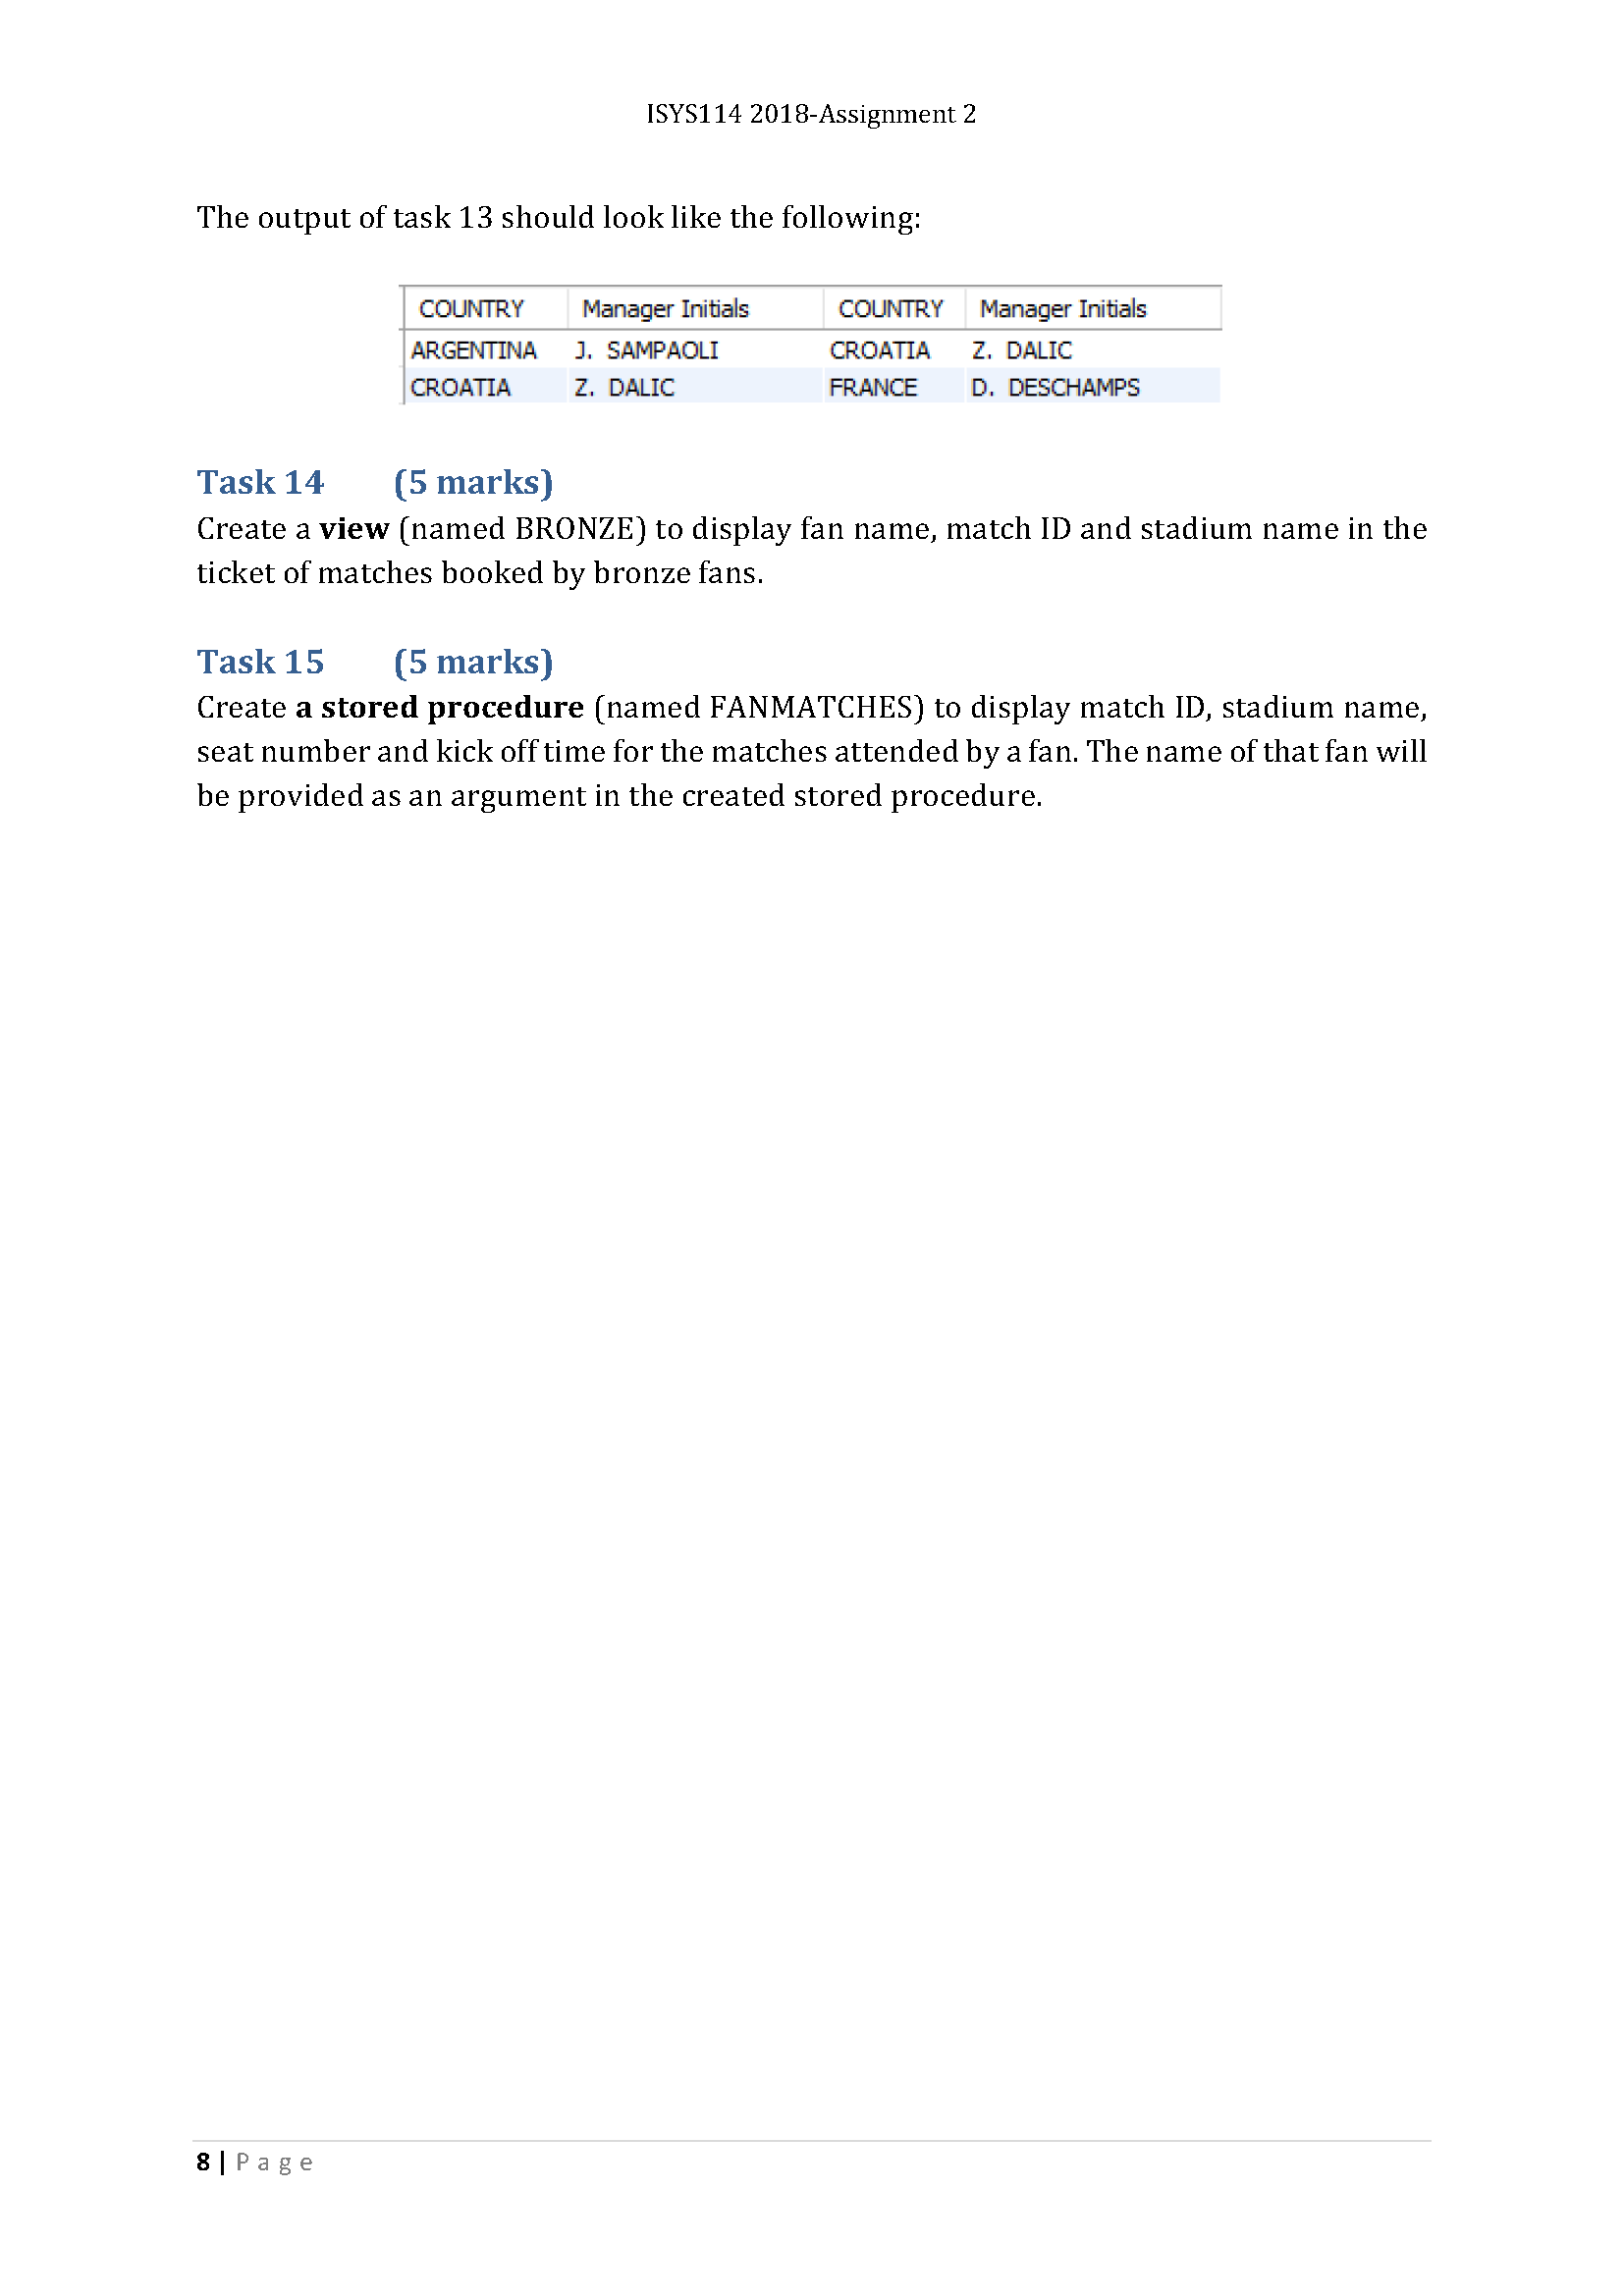 ISYS114 2018-Assignment 2
The output of task 13 should look like the following:
COUNTRY Manager Initials COUNTRY Manager Initials
ARGENTINA J. SAMPAOLI CROATIA Z. DALIC
CROATIA Z. DALIC FRANCE D. DESCHAMPS
Task 14 (5 marks)
Create a view (named BRONZE) to display fan name, match ID and stadium name in the
ticket of matches booked by bronze fans.
Task 15 (5 marks)
Create a stored procedure (named FANMATCHES) to display match ID, stadium name,
seat number and kick off time for the matches attended by a fan. The name of that fan will
be provided as an argument in the created stored procedure.
8 | P a g e